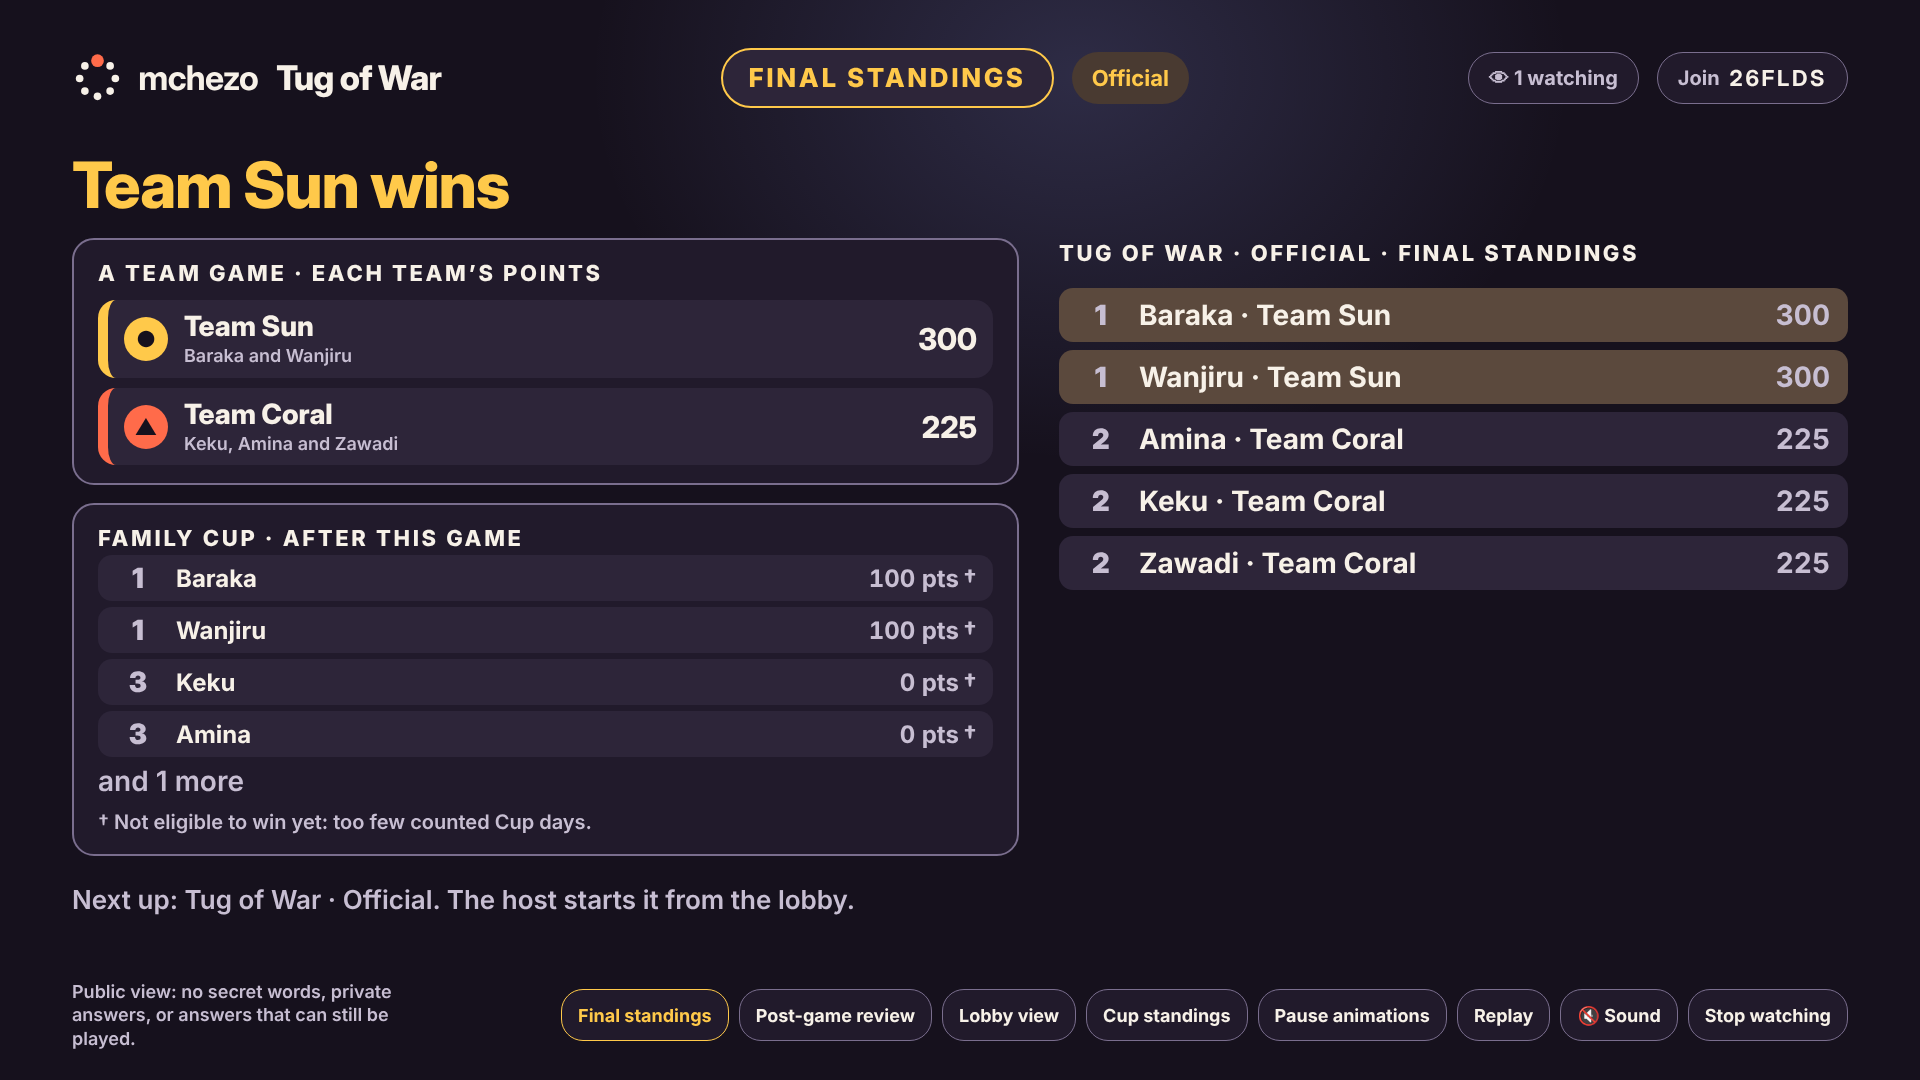 mchezo Tug of War
FINAL STANDINGS
Official
👁 1 watching
Join 26FLDS
Team Sun wins
A TEAM GAME · EACH TEAM’S POINTS
Team Sun
Baraka and Wanjiru
300
Team Coral
Keku, Amina and Zawadi
225
FAMILY CUP · AFTER THIS GAME
1 Baraka 100 pts †
1 Wanjiru 100 pts †
3 Keku 0 pts †
3 Amina 0 pts †
and 1 more
† Not eligible to win yet: too few counted Cup days.
TUG OF WAR · OFFICIAL · FINAL STANDINGS
1 Baraka · Team Sun 300
1 Wanjiru · Team Sun 300
2 Amina · Team Coral 225
2 Keku · Team Coral 225
2 Zawadi · Team Coral 225
Next up: Tug of War · Official. The host starts it from the lobby.
Public view: no secret words, private
answers, or answers that can still be
played.
Final standings
Post-game review
Lobby view
Cup standings
Pause animations
Replay
🔇 Sound
Stop watching